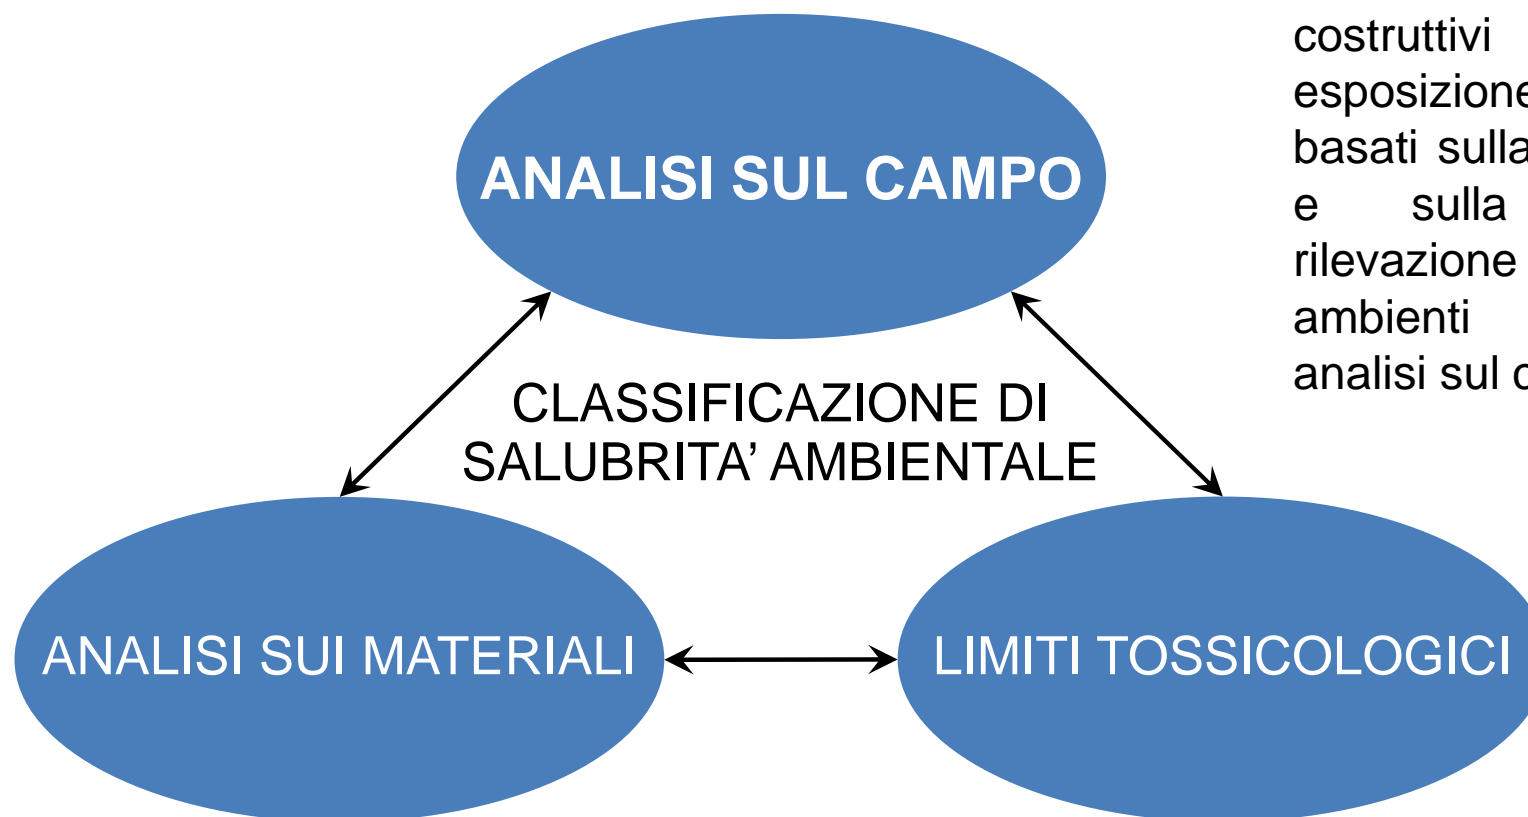 ANALISI SUL CAMPO
CLASSIFICAZIONE DI
SALUBRITA’ AMBIENTALE
ANALISI SUI MATERIALI
LIMITI TOSSICOLOGICI
costruttivi
esposizione
basati sulla
e sulla
rilevazione
ambienti
analisi sul